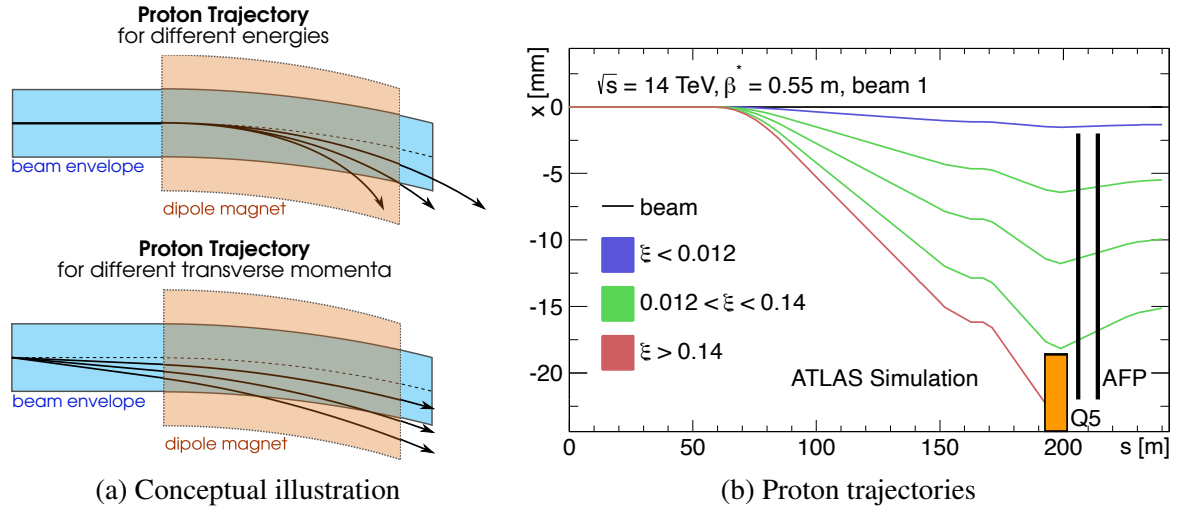 Proton Trajectory
for different energies
beam envelope
dipole magnet
Proton Trajectory
for different transverse momenta
beam envelope
dipole magnet
(a) Conceptual illustration
x [mm]
√s = 14 TeV, β* = 0.55 m, beam 1
0
-5
-10
-15
-20
beam
ξ < 0.012
0.012 < ξ < 0.14
ξ > 0.14
ATLAS Simulation
AFP
Q5
0 50 100 150 200 s [m]
(b) Proton trajectories